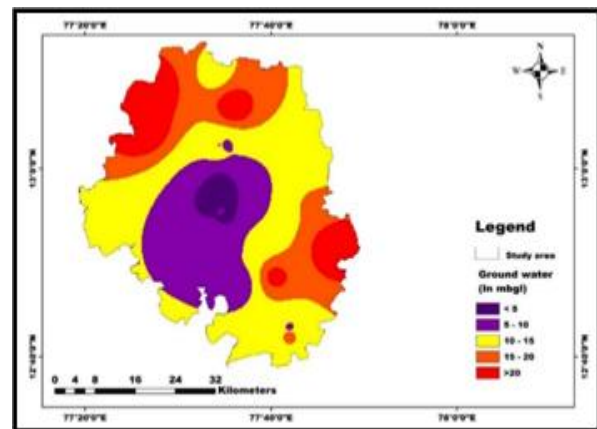 77°20'0"E 77°40'0"E 78°0'0"E
N
W E
S
13°0'0"N 13°0'0"N
Legend
Study area
Ground water
(In mbgl)
< 5
5 - 10
10 - 15
15 - 20
>20
12°40'0"N 12°40'0"N
0 4 8 16 24 32
Kilometers
77°20'0"E 77°40'0"E 78°0'0"E